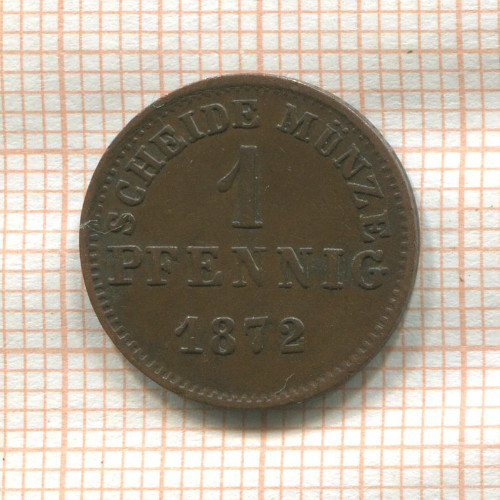 SCHEIDE MÜNZE
1
PFENNIG
1872